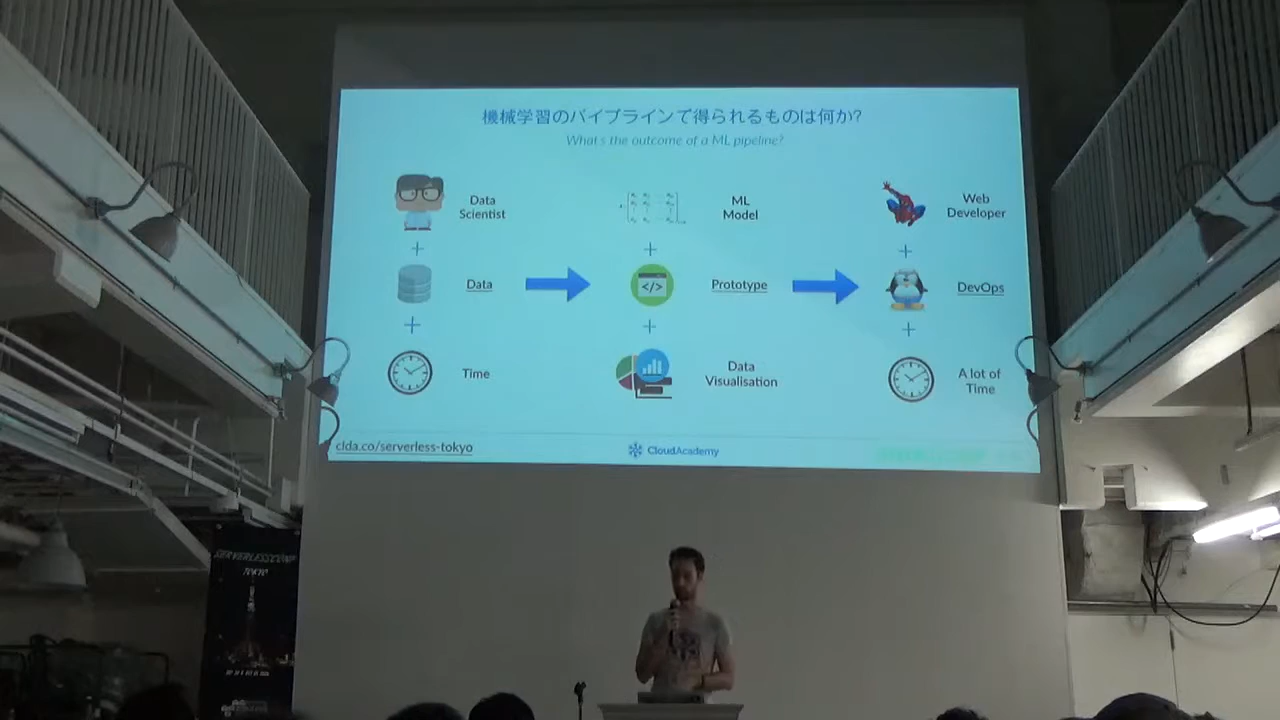 機械学習のパイプラインで得られるものは何か?
What's the outcome of a ML pipeline?
Data
Scientist
+
Data
+
Time
ML
Model
+
</>
Prototype
+
Data
Visualisation
Web
Developer
+
DevOps
+
A lot of
Time
clda.co/serverless-tokyo
CloudAcademy
SERVERLESSCONF
TOKYO